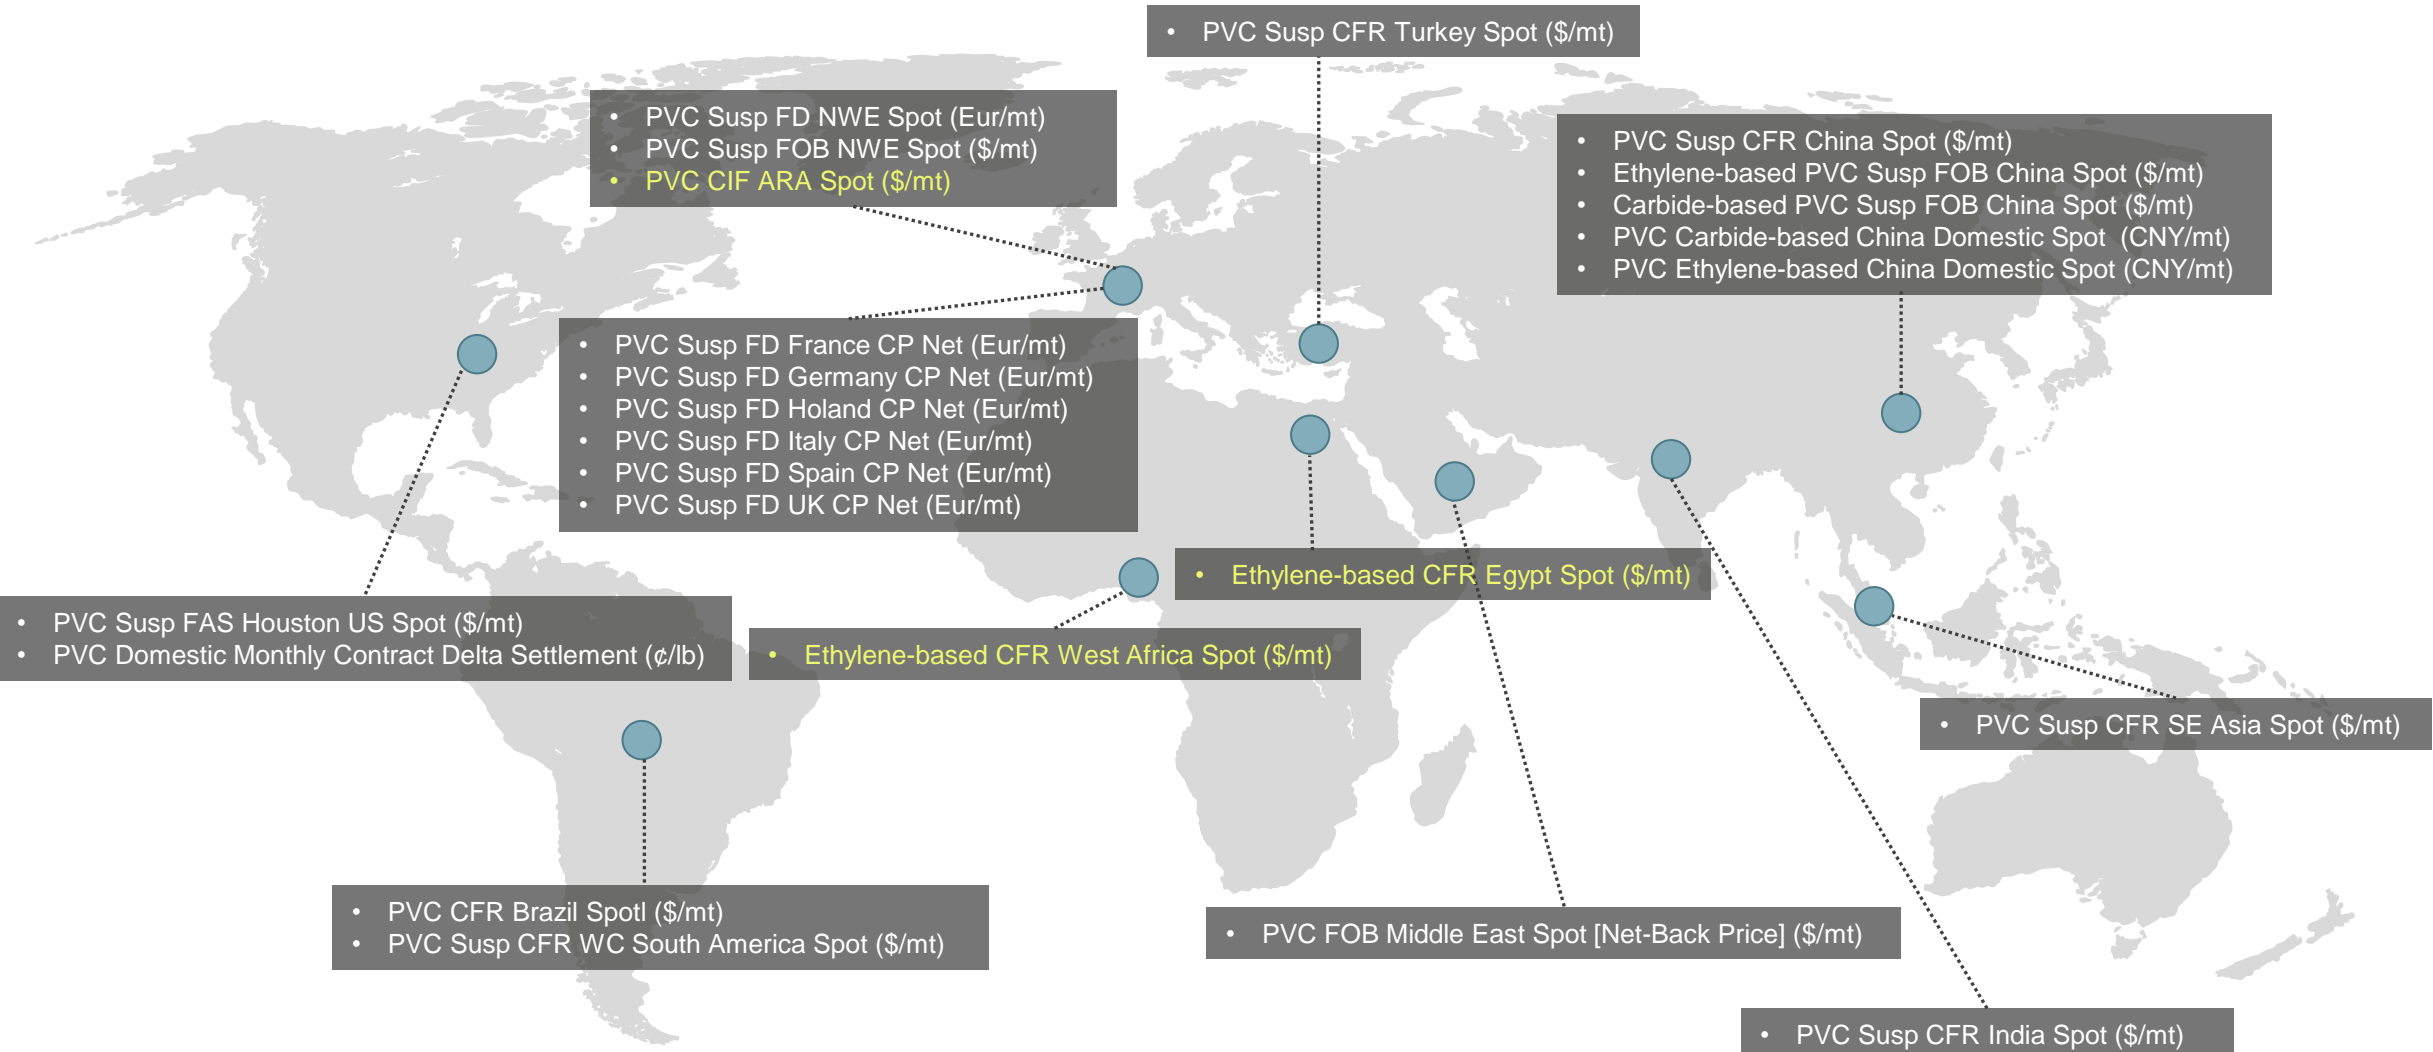 • PVC Susp CFR Turkey Spot ($/mt)
• PVC Susp FD NWE Spot (Eur/mt)
• PVC Susp FOB NWE Spot ($/mt)
• PVC CIF ARA Spot ($/mt)
• PVC Susp CFR China Spot ($/mt)
• Ethylene-based PVC Susp FOB China Spot ($/mt)
• Carbide-based PVC Susp FOB China Spot ($/mt)
• PVC Carbide-based China Domestic Spot (CNY/mt)
• PVC Ethylene-based China Domestic Spot (CNY/mt)
• PVC Susp FD France CP Net (Eur/mt)
• PVC Susp FD Germany CP Net (Eur/mt)
• PVC Susp FD Holand CP Net (Eur/mt)
• PVC Susp FD Italy CP Net (Eur/mt)
• PVC Susp FD Spain CP Net (Eur/mt)
• PVC Susp FD UK CP Net (Eur/mt)
• Ethylene-based CFR Egypt Spot ($/mt)
• PVC Susp FAS Houston US Spot ($/mt)
• PVC Domestic Monthly Contract Delta Settlement (¢/lb)
• Ethylene-based CFR West Africa Spot ($/mt)
• PVC Susp CFR SE Asia Spot ($/mt)
• PVC CFR Brazil Spotl ($/mt)
• PVC Susp CFR WC South America Spot ($/mt)
• PVC FOB Middle East Spot [Net-Back Price] ($/mt)
• PVC Susp CFR India Spot ($/mt)